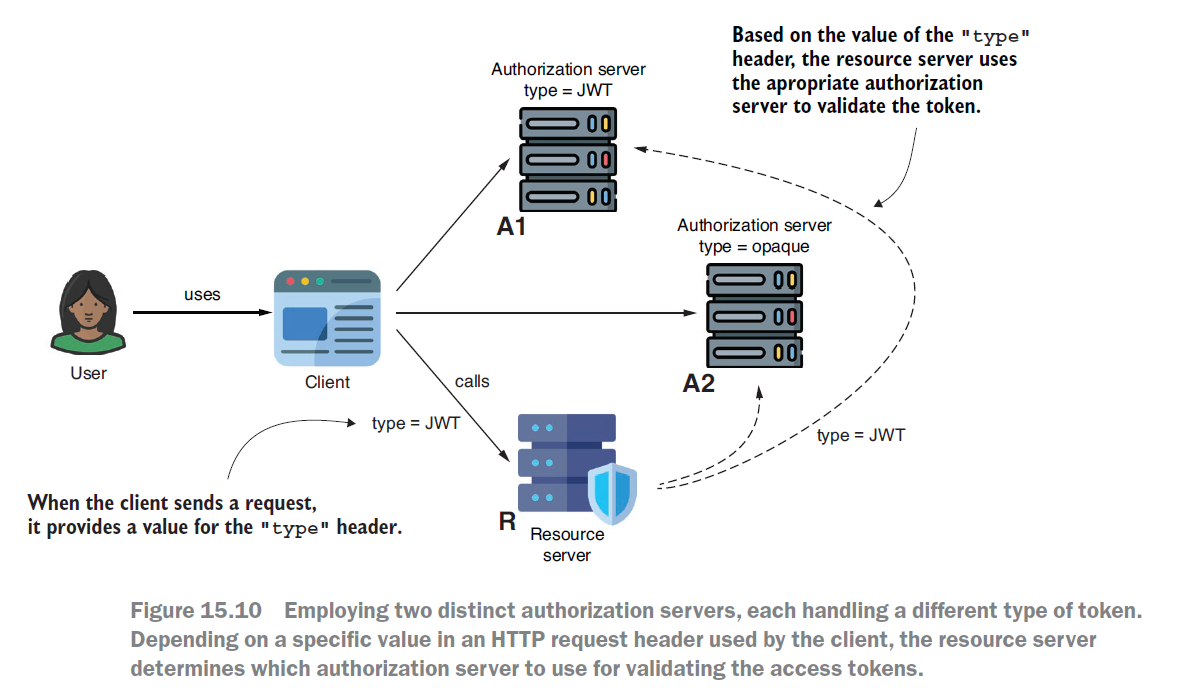 Based on the value of the "type"
header, the resource server uses
the apropriate authorization
server to validate the token.
Authorization server
type = JWT
A1
Authorization server
type = opaque
A2
uses
User
Client
calls
type = JWT
type = JWT
When the client sends a request,
it provides a value for the "type" header.
R
Resource
server
Figure 15.10 Employing two distinct authorization servers, each handling a different type of token.
Depending on a specific value in an HTTP request header used by the client, the resource server
determines which authorization server to use for validating the access tokens.